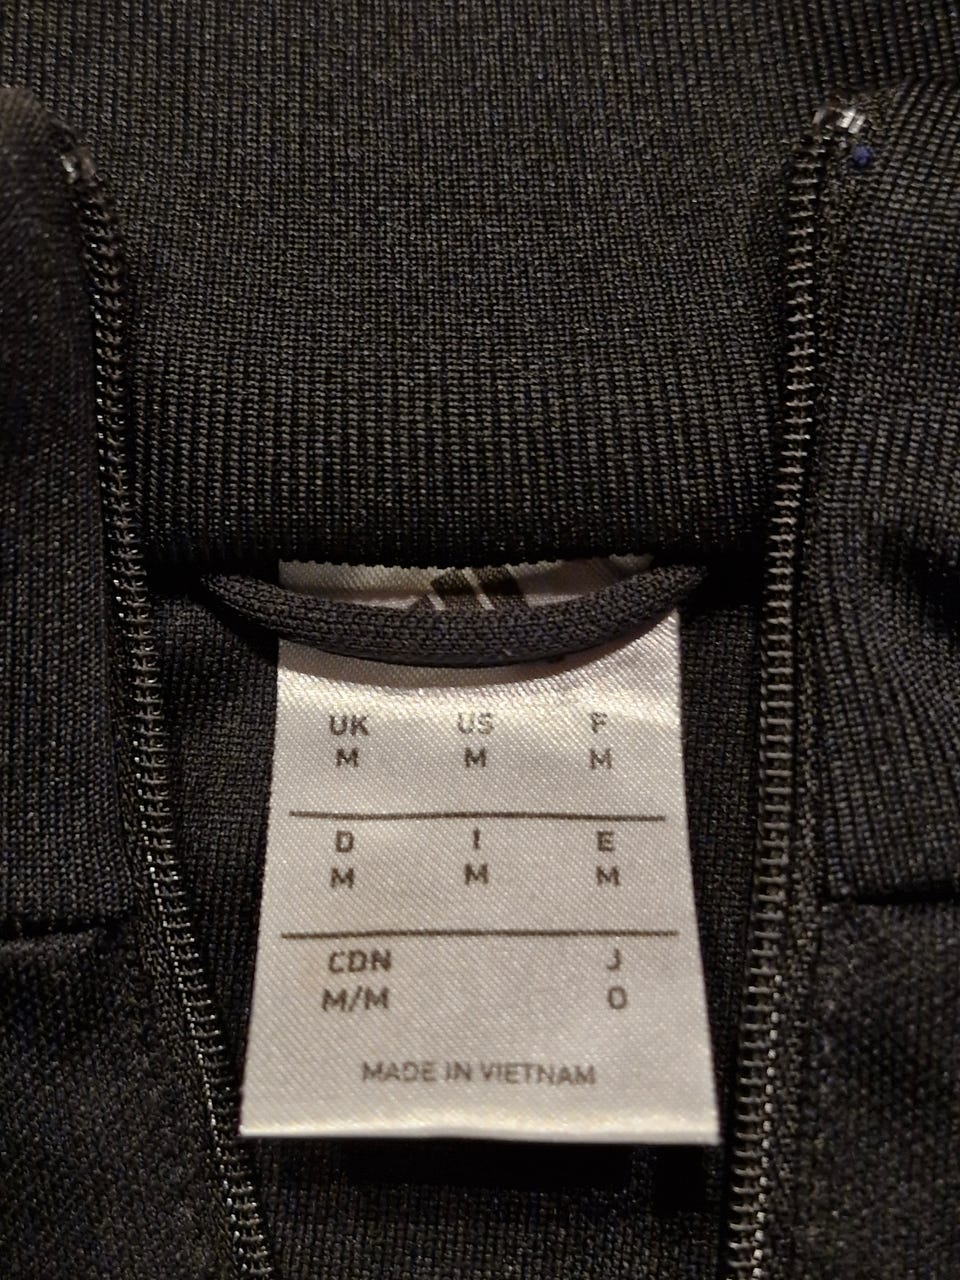 UK US F
M M M
D I E
M M M
CDN J
M/M O
MADE IN VIETNAM